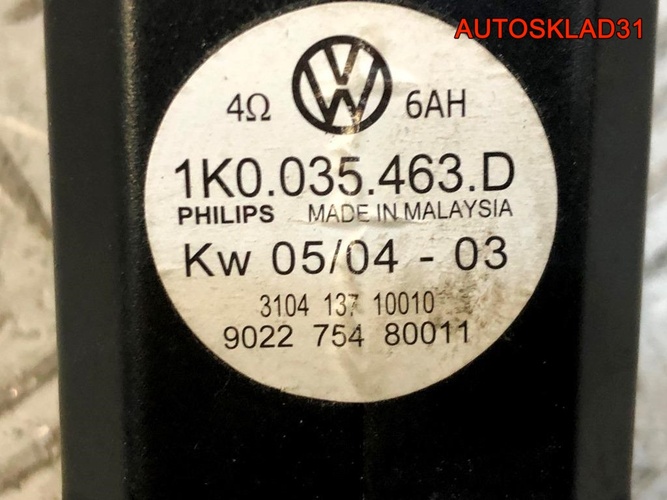 AUTOSKLAD31
4Ω VW 6AH
1K0.035.463.D
PHILIPS MADE IN MALAYSIA
Kw 05/04 - 03
3104 137 10010
9022 754 80011